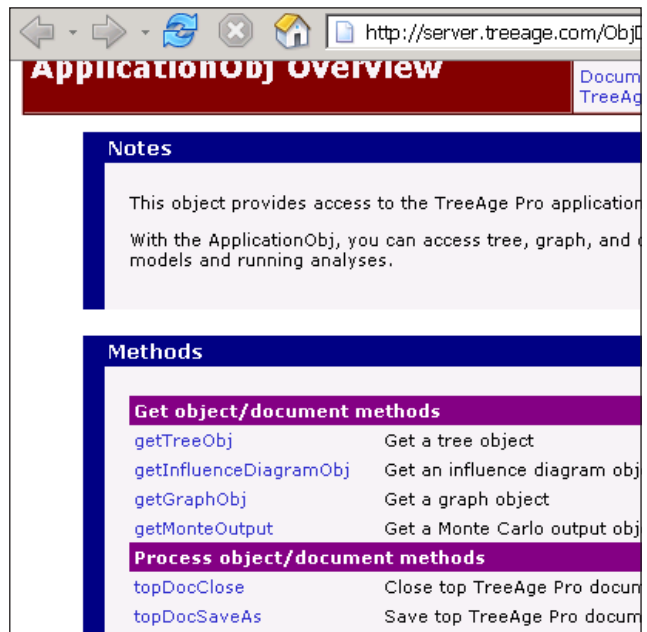 http://server.treeage.com/Obj
ApplicationObj Overview
Docum
TreeAg
Notes
This object provides access to the TreeAge Pro application
With the ApplicationObj, you can access tree, graph, and
models and running analyses.
Methods
Get object/document methods
getTreeObj Get a tree object
getInfluenceDiagramObj Get an influence diagram obj
getGraphObj Get a graph object
getMonteOutput Get a Monte Carlo output obj
Process object/document methods
topDocClose Close top TreeAge Pro docum
topDocSaveAs Save top TreeAge Pro docum